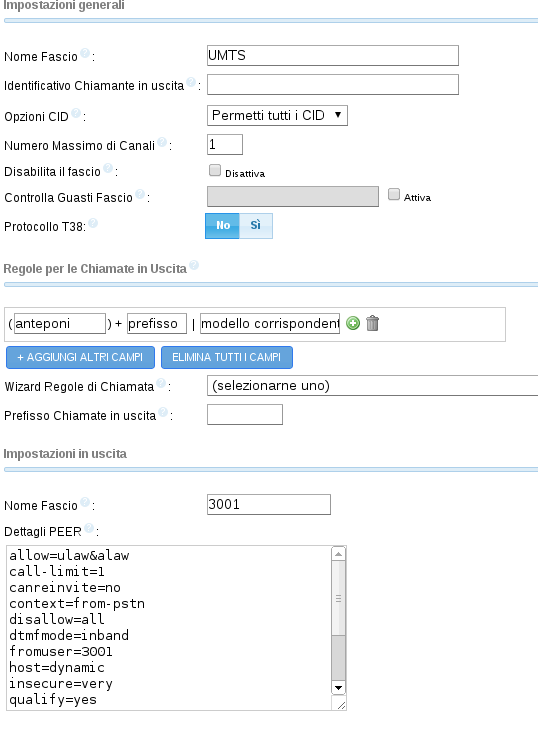 Impostazioni generali
Nome Fascio? :
UMTS
Identificativo Chiamante in uscita? :
Opzioni CID? :
Permetti tutti i CID
Numero Massimo di Canali? :
1
Disabilita il fascio? :
Disattiva
Controlla Guasti Fascio? :
Attiva
Protocollo T38:?
No Sì
Regole per le Chiamate in Uscita?
(anteponi) + prefisso | modello corrispondent
+ AGGIUNGI ALTRI CAMPI ELIMINA TUTTI I CAMPI
Wizard Regole di Chiamata? :
(selezionarne uno)
Prefisso Chiamate in uscita? :
Impostazioni in uscita
Nome Fascio? :
3001
Dettagli PEER? :
allow=ulaw&alaw
call-limit=1
canreinvite=no
context=from-pstn
disallow=all
dtmfmode=inband
fromuser=3001
host=dynamic
insecure=very
qualify=yes